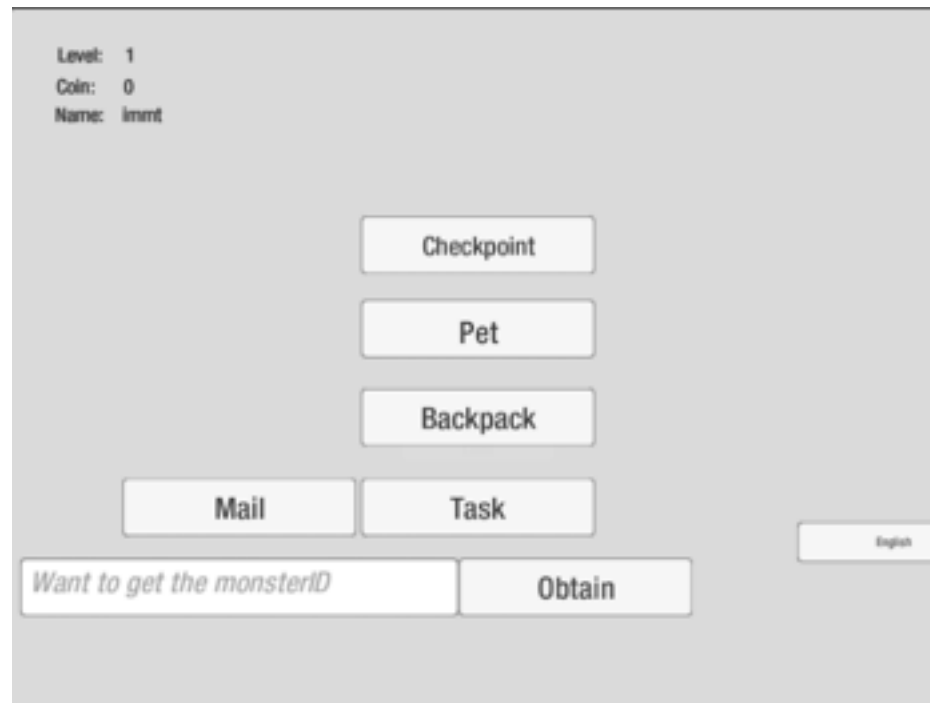 Level: 1
Coin: 0
Name: immt
Checkpoint
Pet
Backpack
Mail Task
English
Want to get the monsterID Obtain